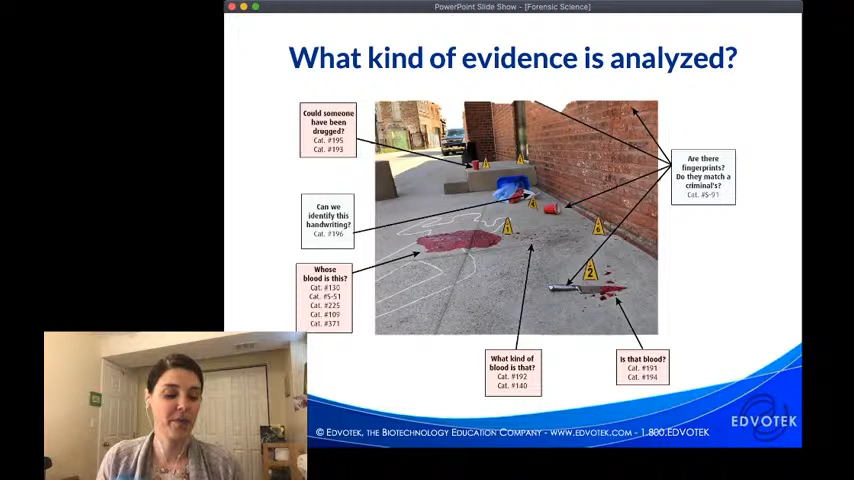 PowerPoint Slide Show - [Forensic Science]
What kind of evidence is analyzed?
Could someone
have been
drugged?
Cat. #195
Cat. #193
Can we
identify this
handwriting?
Cat. #196
Whose
blood is this?
Cat. #130
Cat. #S-51
Cat. #225
Cat. #109
Cat. #371
Are there
fingerprints?
Do they match a
criminal's?
Cat. #S-91
1
2
4
6
What kind of
blood is that?
Cat. #192
Cat. #140
Is that blood?
Cat. #191
Cat. #194
EDVOTEK
© EDVOTEK, THE BIOTECHNOLOGY EDUCATION COMPANY - WWW.EDVOTEK.COM - 1.800.EDVOTEK